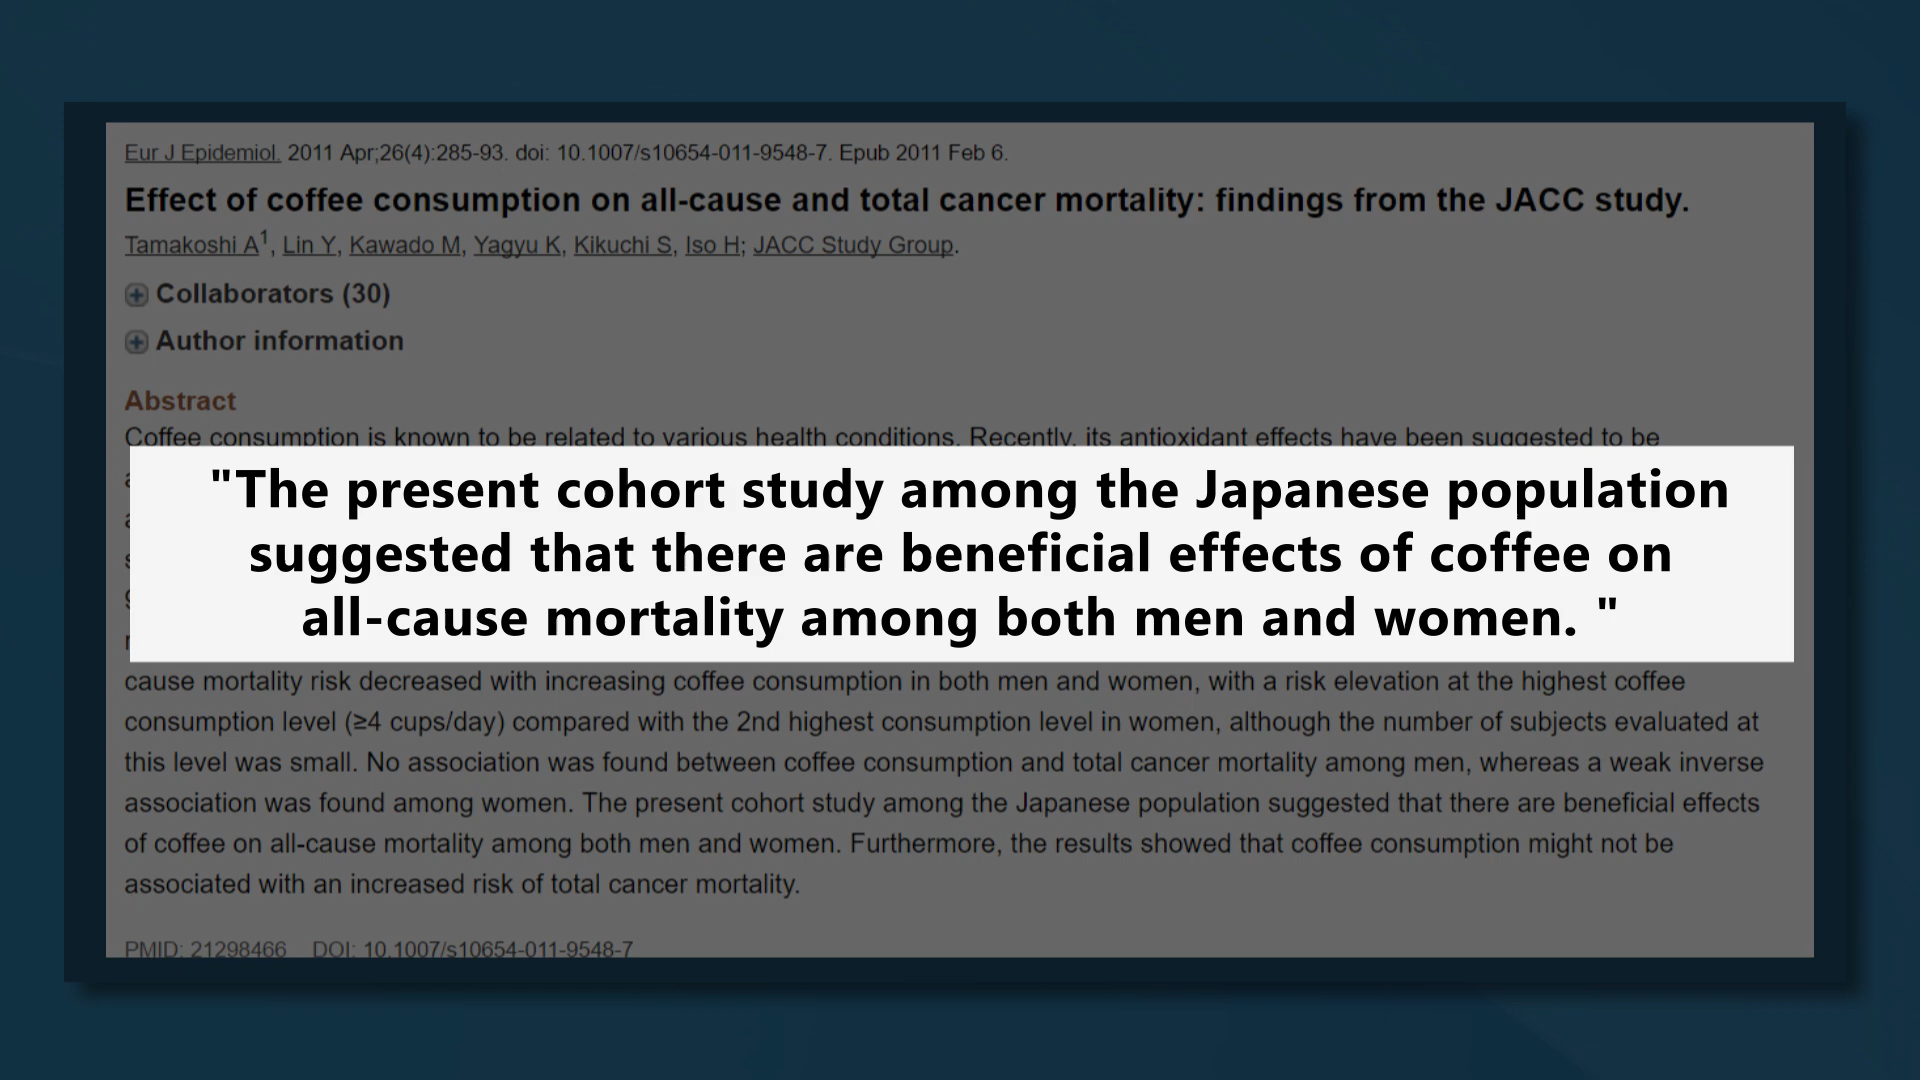 Eur J Epidemiol. 2011 Apr;26(4):285-93. doi: 10.1007/s10654-011-9548-7. Epub 2011 Feb 6.
Effect of coffee consumption on all-cause and total cancer mortality: findings from the JACC study.
Tamakoshi A1, Lin Y, Kawado M, Yagyu K, Kikuchi S, Iso H; JACC Study Group.
Collaborators (30)
Author information
Abstract
Coffee consumption is known to be related to various health conditions. Recently, its antioxidant effects have been suggested to be
"The present cohort study among the Japanese population
suggested that there are beneficial effects of coffee on
all-cause mortality among both men and women. "
cause mortality risk decreased with increasing coffee consumption in both men and women, with a risk elevation at the highest coffee
consumption level (≥4 cups/day) compared with the 2nd highest consumption level in women, although the number of subjects evaluated at
this level was small. No association was found between coffee consumption and total cancer mortality among men, whereas a weak inverse
association was found among women. The present cohort study among the Japanese population suggested that there are beneficial effects
of coffee on all-cause mortality among both men and women. Furthermore, the results showed that coffee consumption might not be
associated with an increased risk of total cancer mortality.
PMID: 21298466 DOI: 10.1007/s10654-011-9548-7